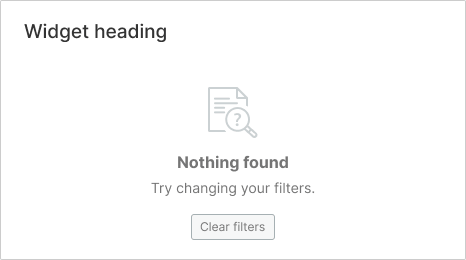 Widget heading
?
Nothing found
Try changing your filters.
Clear filters